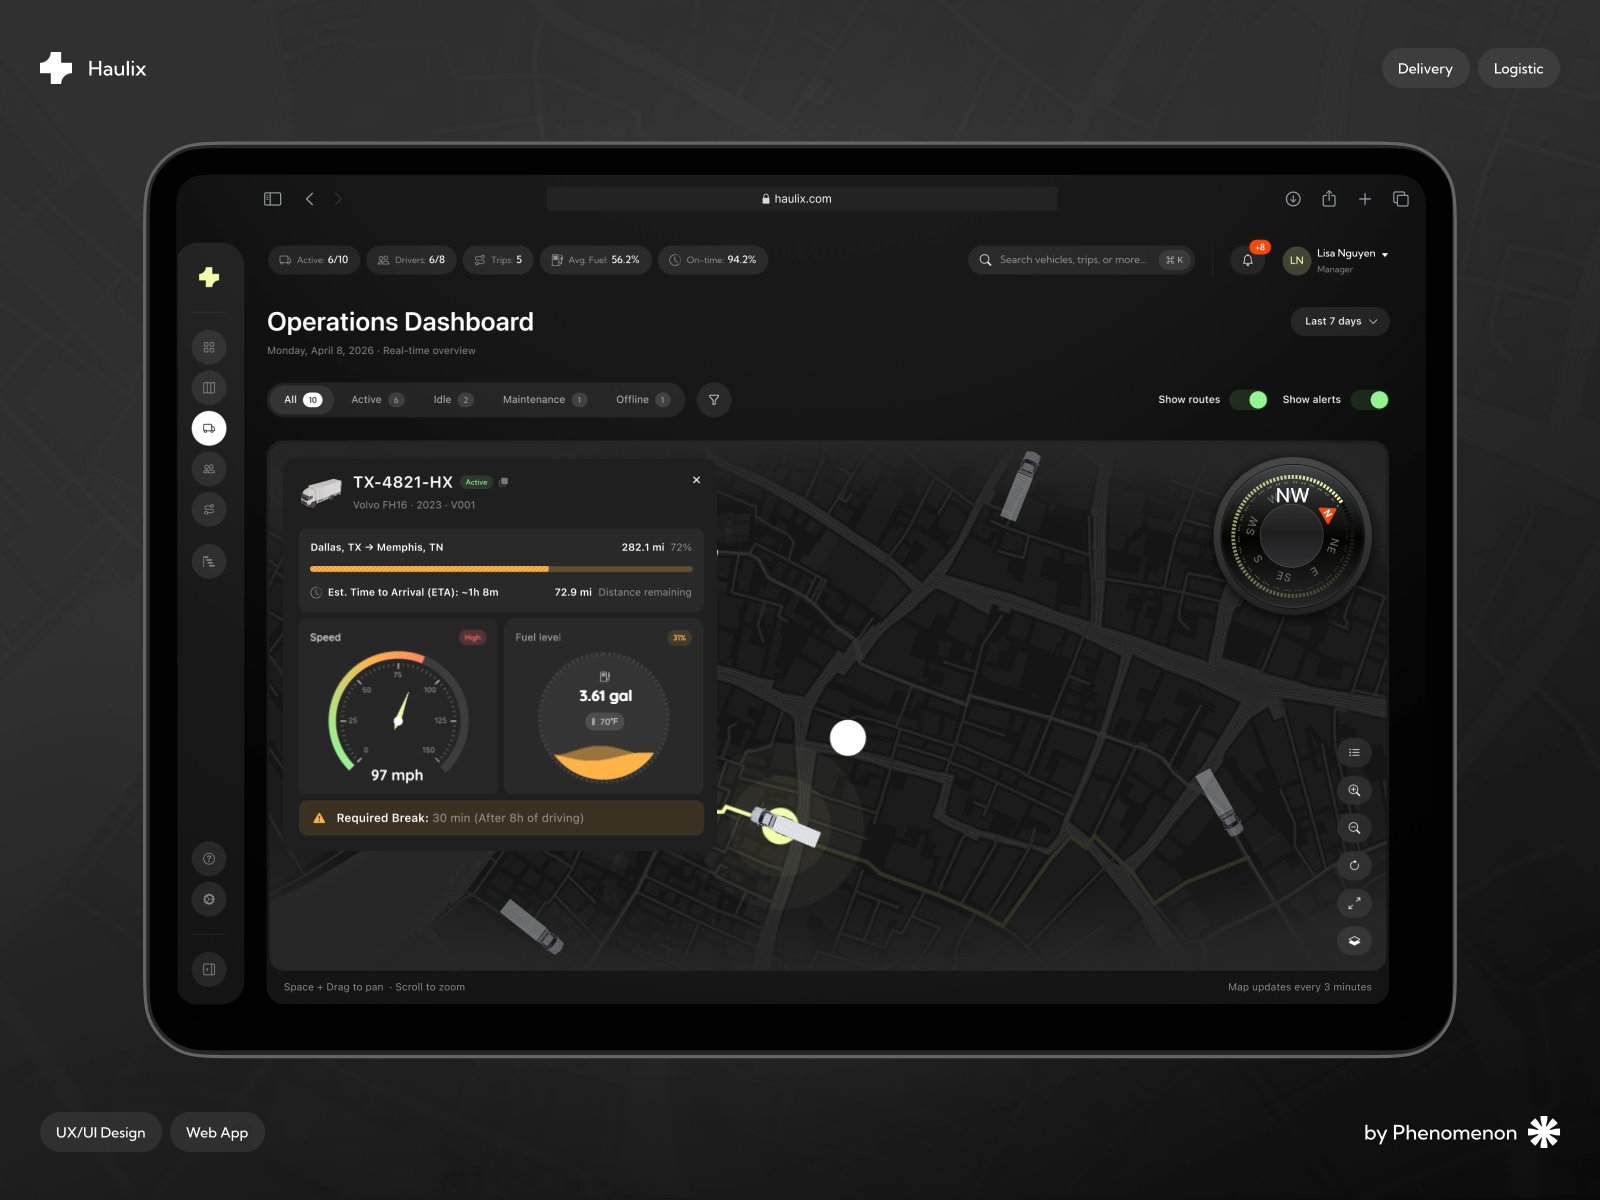 Haulix
Delivery
Logistic
haulix.com
Active: 6/10
Drivers: 6/8
Trips: 5
Avg. Fuel: 56.2%
On-time: 94.2%
Search vehicles, trips, or more...
⌘ K
+8
LN
Lisa Nguyen
Manager
Operations Dashboard
Monday, April 8, 2026 · Real-time overview
Last 7 days
All 10
Active 6
Idle 2
Maintenance 1
Offline 1
Show routes
Show alerts
TX-4821-HX
Active
Volvo FH16 · 2023 · V001
Dallas, TX → Memphis, TN
282.1 mi 72%
Est. Time to Arrival (ETA): ~1h 8m
72.9 mi Distance remaining
Speed
High
0
25
50
75
100
125
150
97 mph
Fuel level
31%
3.61 gal
70°F
Required Break: 30 min (After 8h of driving)
NW
N
NE
E
SE
S
SW
W
Space + Drag to pan · Scroll to zoom
Map updates every 3 minutes
UX/UI Design
Web App
by Phenomenon